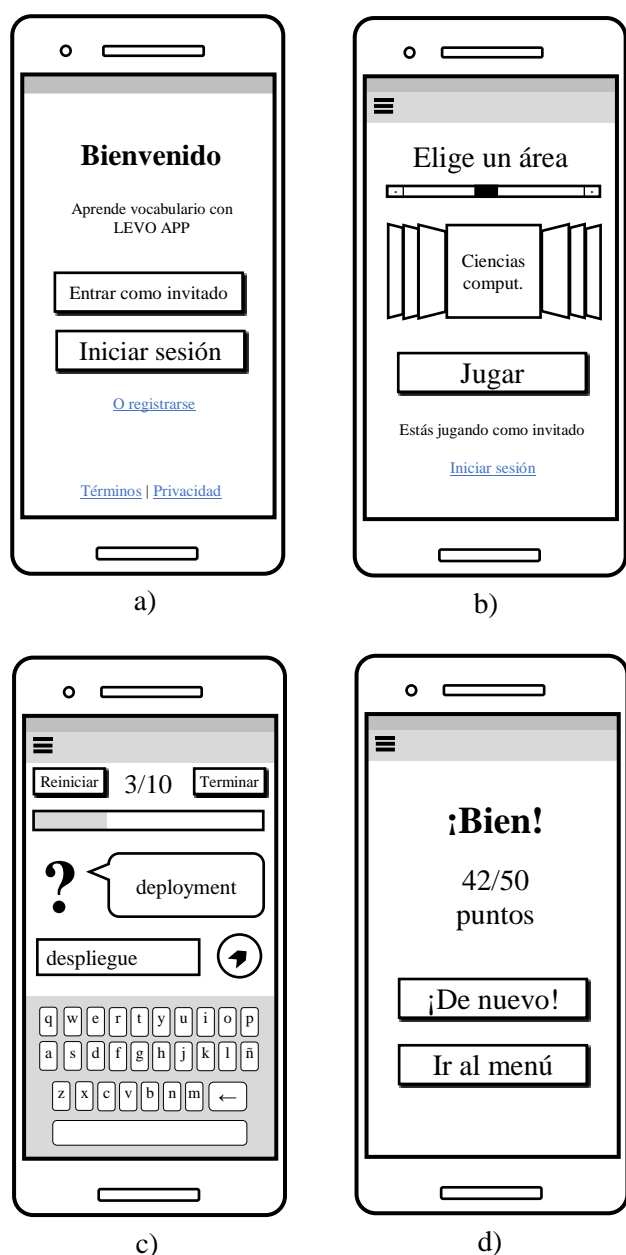 Bienvenido
Aprende vocabulario con
LEVO APP
Entrar como invitado
Iniciar sesión
O registrarse
Términos | Privacidad
a)
Elige un área
Ciencias
comput.
Jugar
Estás jugando como invitado
Iniciar sesión
b)
Reiniciar 3/10 Terminar
? deployment
despliegue
q w e r t y u i o p
a s d f g h j k l ñ
z x c v b n m ←
c)
¡Bien!
42/50
puntos
¡De nuevo!
Ir al menú
d)